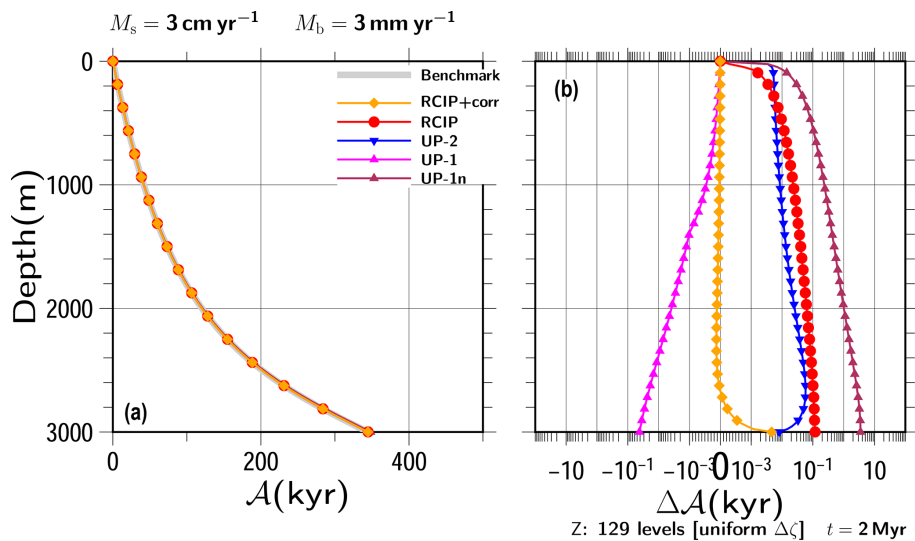 Mₛ = 3 cm yr⁻¹ M_b = 3 mm yr⁻¹
0
1000
2000
3000
Depth(m)
Benchmark
RCIP+corr
RCIP
UP-2
UP-1
UP-1n
(a)
0 200 400
𝒜(kyr)
(b)
−10 −10⁻¹ −10⁻³ 0 10⁻³ 10⁻¹ 10
Δ𝒜(kyr)
Z: 129 levels [uniform Δζ] t = 2 Myr